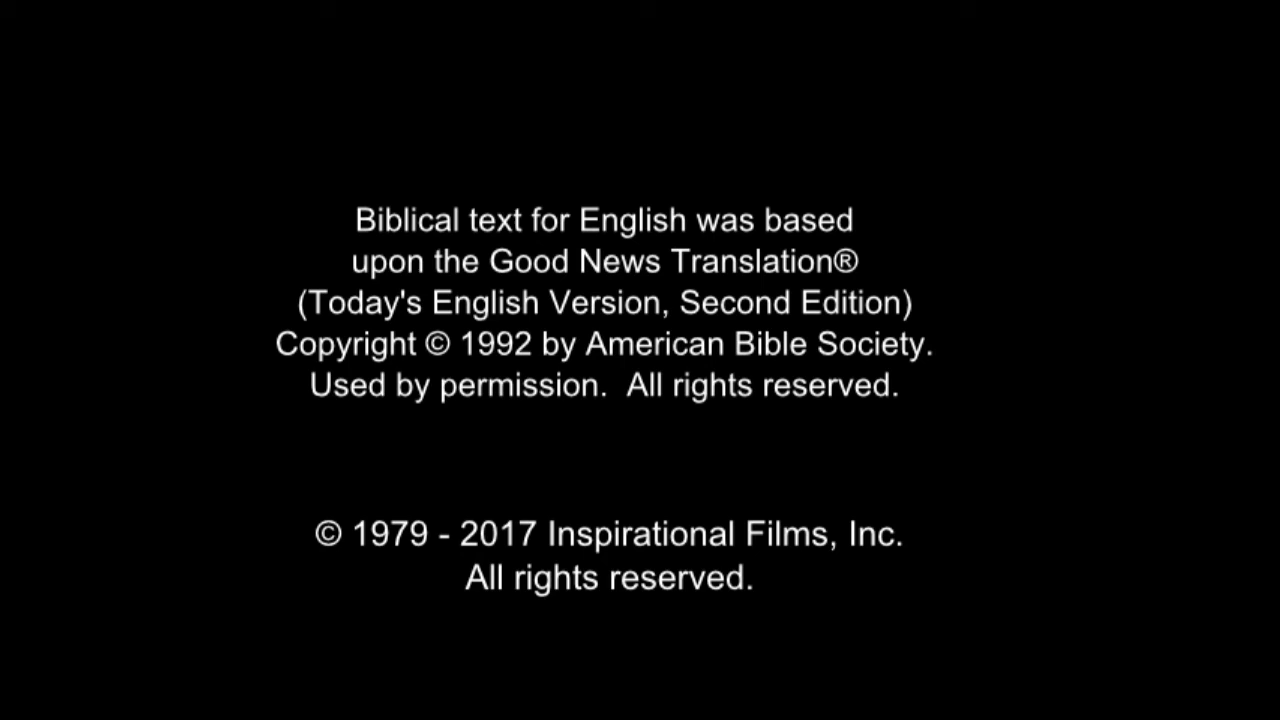 Biblical text for English was based
upon the Good News Translation®
(Today's English Version, Second Edition)
Copyright © 1992 by American Bible Society.
Used by permission.  All rights reserved.
© 1979 - 2017 Inspirational Films, Inc.
All rights reserved.